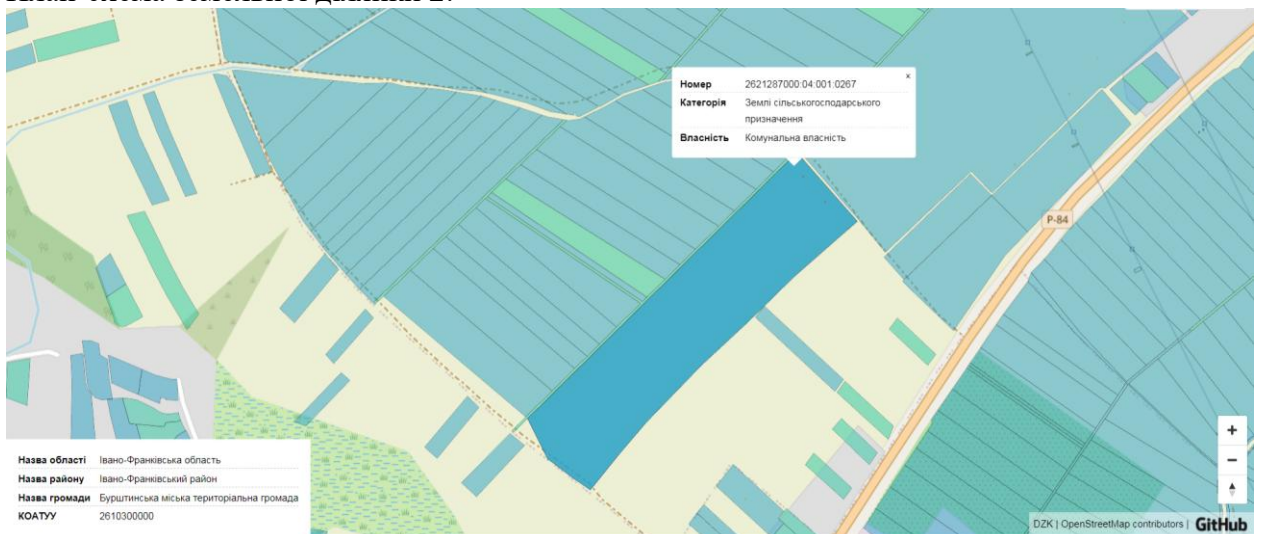 Номер 2621287000:04:001:0267
Категорія Землі сільськогосподарського
призначення
Власність Комунальна власність
×
P-84
Назва області Івано-Франківська область
Назва району Івано-Франківський район
Назва громади Бурштинська міська територіальна громада
КОАТУУ 2610300000
+
−
DZK | OpenStreetMap contributors | GitHub